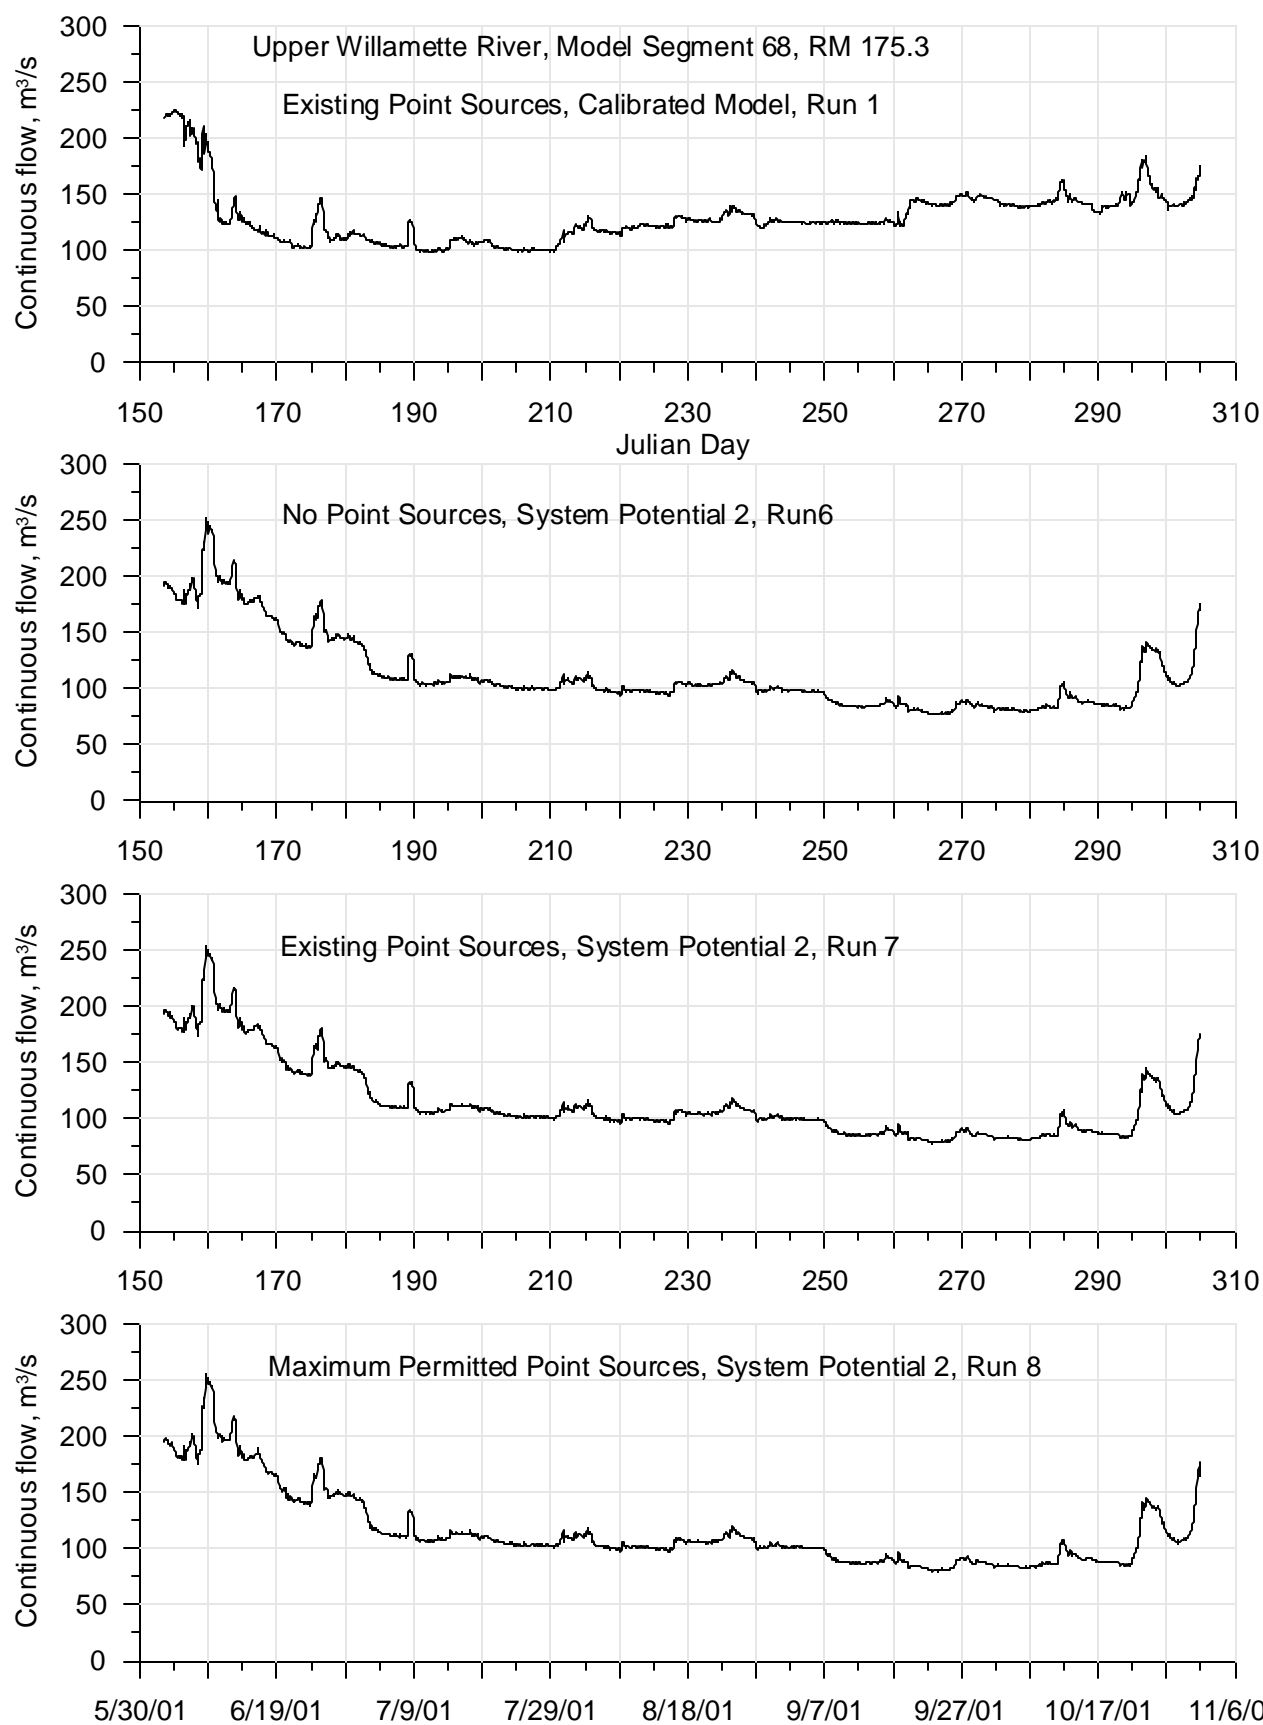 Upper Willamette River, Model Segment 68, RM 175.3
Existing Point Sources, Calibrated Model, Run 1
Continuous flow, m³/s
300
250
200
150
100
50
0
150 170 190 210 230 250 270 290 310
Julian Day
No Point Sources, System Potential 2, Run6
Continuous flow, m³/s
300
250
200
150
100
50
0
150 170 190 210 230 250 270 290 310
Existing Point Sources, System Potential 2, Run 7
Continuous flow, m³/s
300
250
200
150
100
50
0
150 170 190 210 230 250 270 290 310
Maximum Permitted Point Sources, System Potential 2, Run 8
Continuous flow, m³/s
300
250
200
150
100
50
0
5/30/01 6/19/01 7/9/01 7/29/01 8/18/01 9/7/01 9/27/01 10/17/01 11/6/0